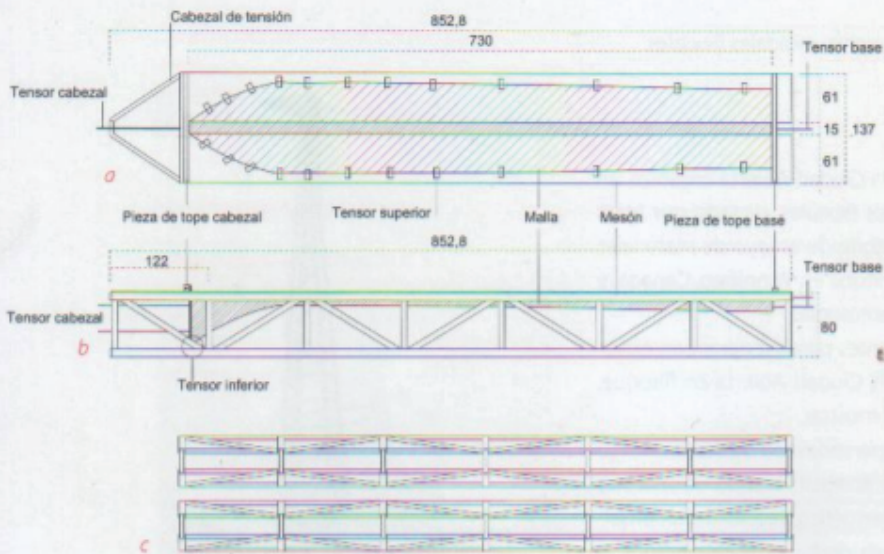 Cabezal de tensión
852,8
730
Tensor base
Tensor cabezal
61
15
137
61
a
Pieza de tope cabezal
Tensor superior
Malla
Mesón
Pieza de tope base
852,8
122
Tensor base
Tensor cabezal
80
b
Tensor inferior
c